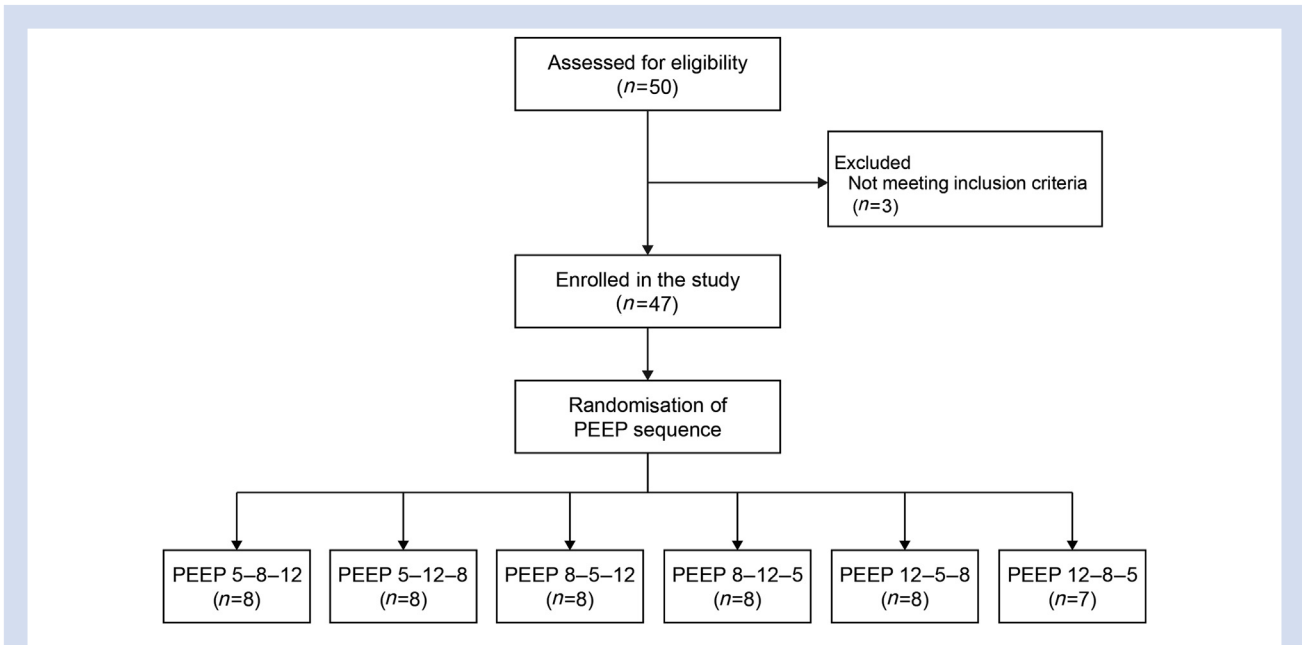 Assessed for eligibility
(n=50)
Excluded
Not meeting inclusion criteria
(n=3)
Enrolled in the study
(n=47)
Randomisation of
PEEP sequence
PEEP 5–8–12
(n=8)
PEEP 5–12–8
(n=8)
PEEP 8–5–12
(n=8)
PEEP 8–12–5
(n=8)
PEEP 12–5–8
(n=8)
PEEP 12–8–5
(n=7)